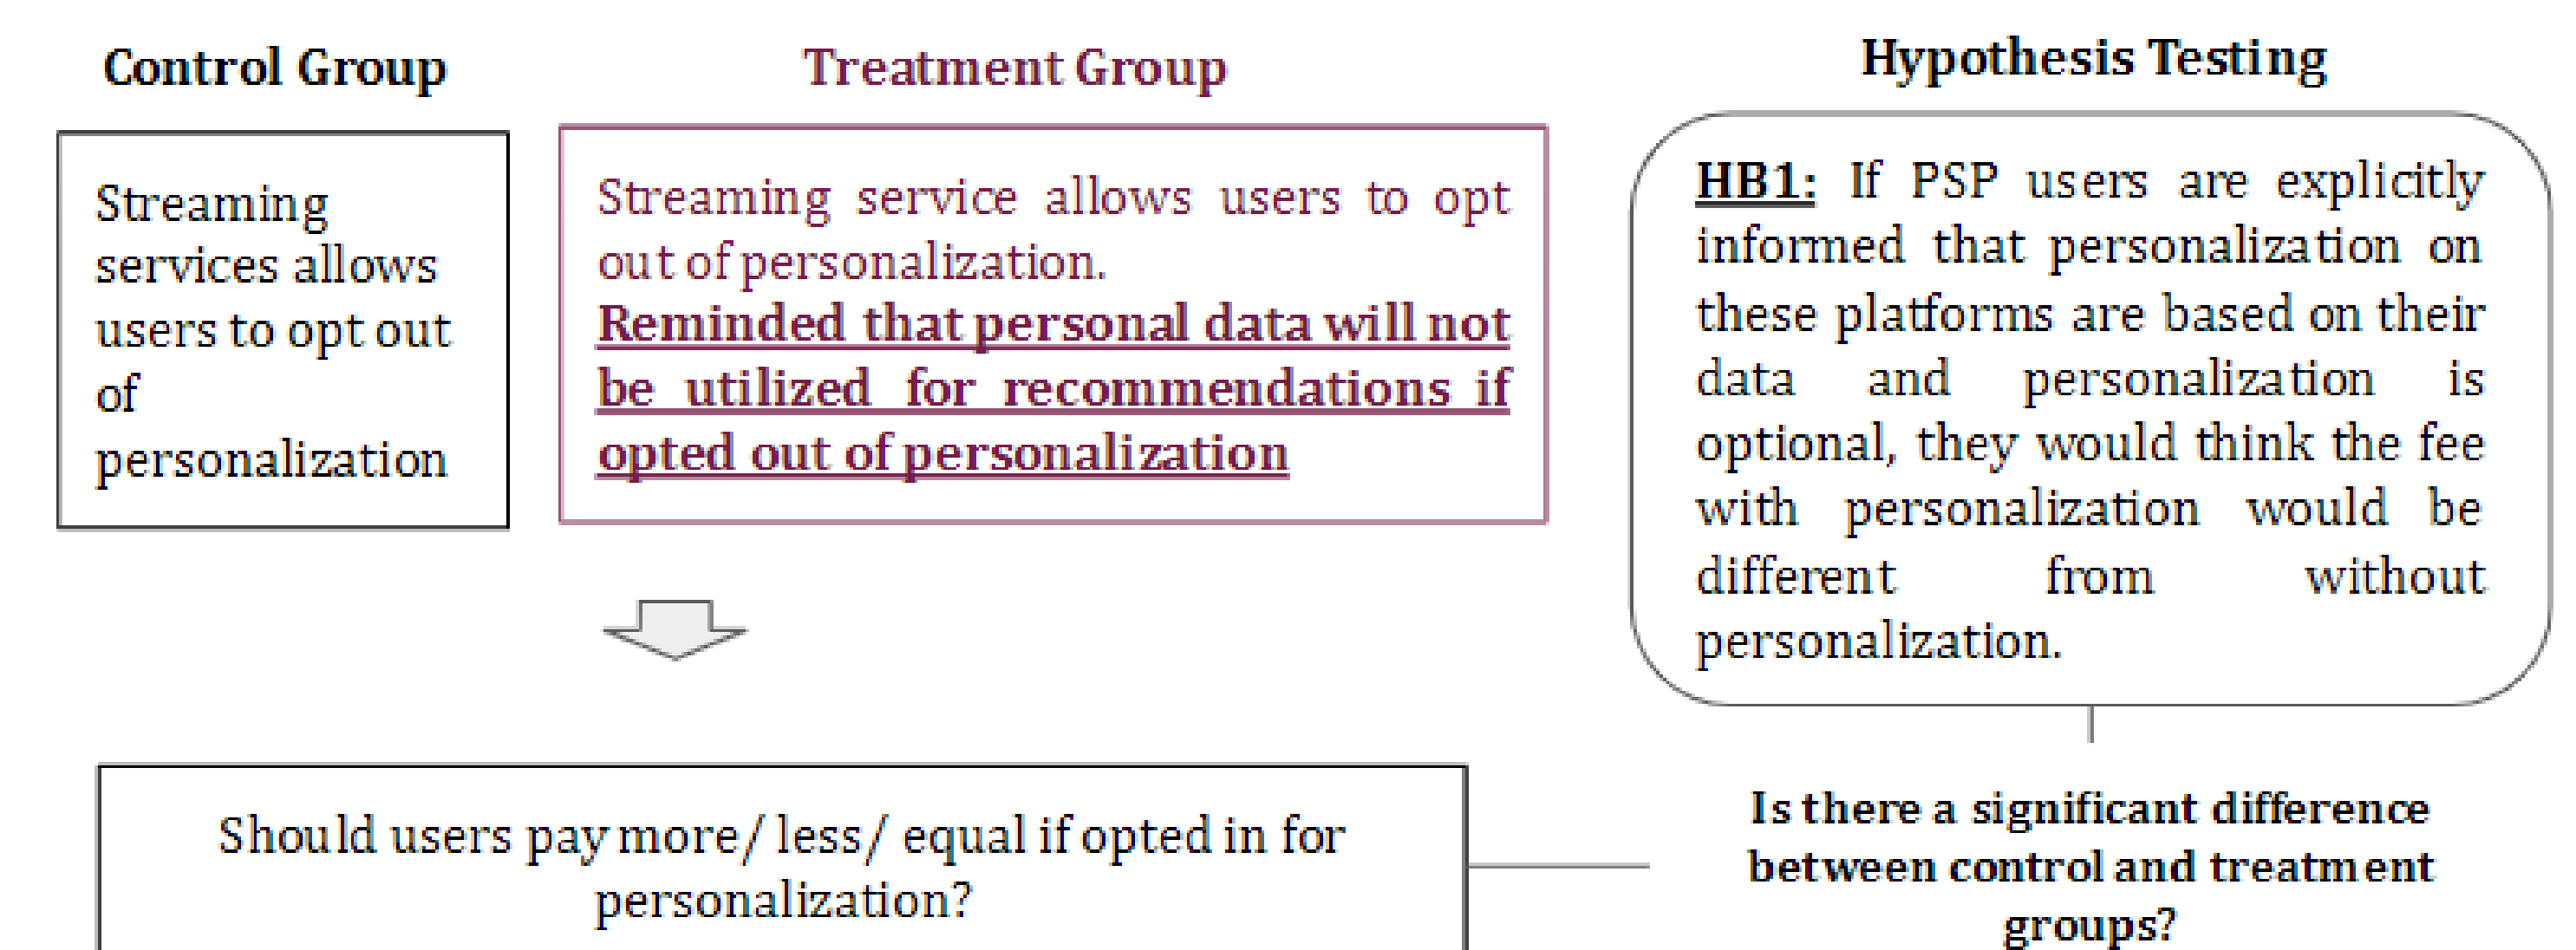 Control Group
Streaming
services allows
users to opt out
of
personalization
Treatment Group
Streaming service allows users to opt
out of personalization.
Reminded that personal data will not
be utilized for recommendations if
opted out of personalization
Hypothesis Testing
HB1: If PSP users are explicitly
informed that personalization on
these platforms are based on their
data and personalization is
optional, they would think the fee
with personalization would be
different from without
personalization.
Should users pay more/ less/ equal if opted in for
personalization?
Is there a significant difference
between control and treatment
groups?